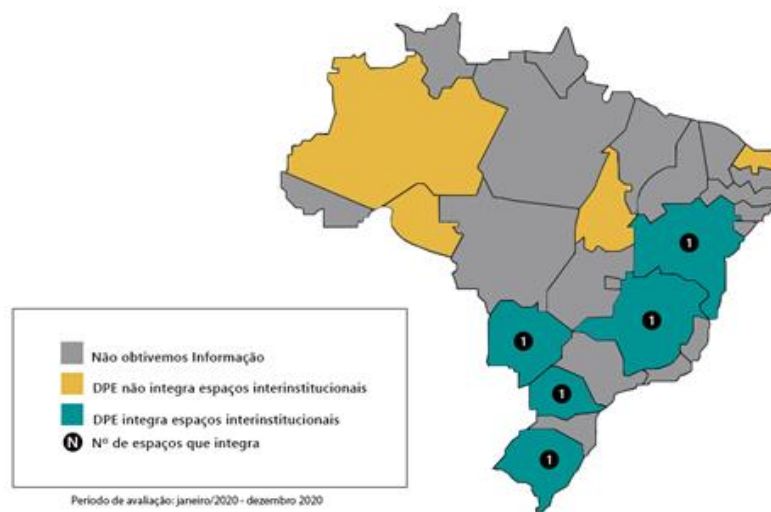 1
1
1
1
1
Não obtivemos Informação
DPE não integra espaços interinstitucionais
DPE integra espaços interinstitucionais
N Nº de espaços que integra
Período de avaliação: janeiro/2020 - dezembro 2020